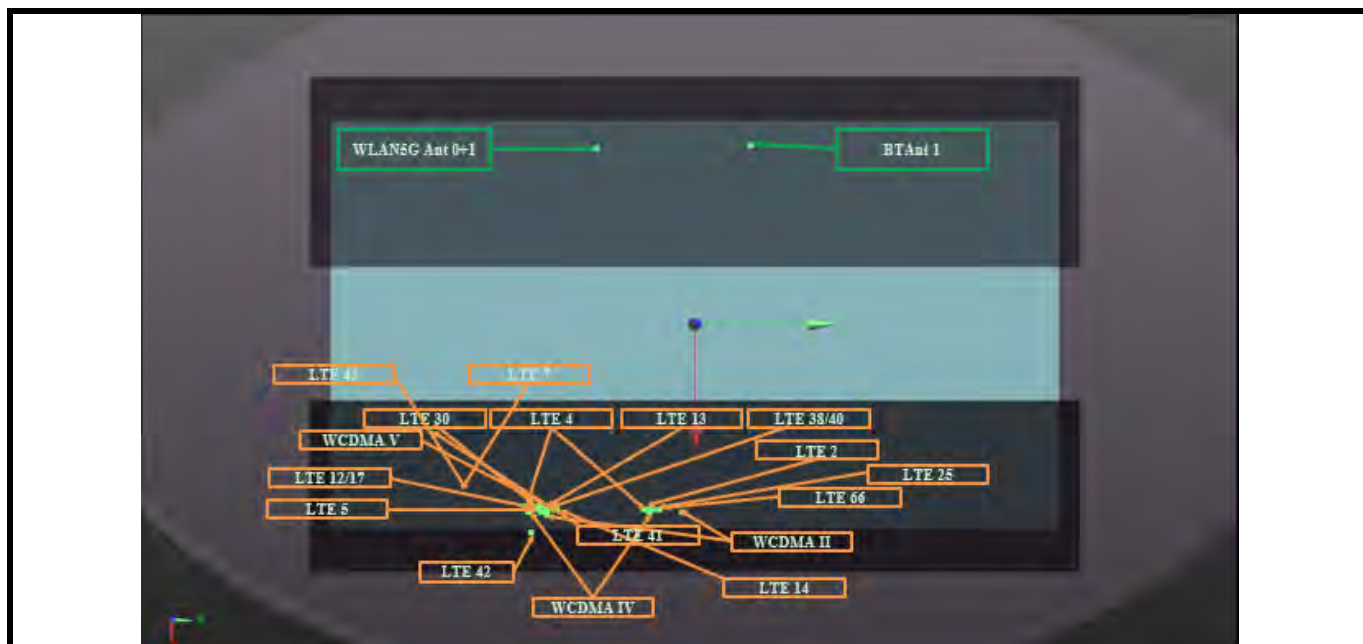 WLAN5G Ant 0+1
BTAnt 1
LTE 7
LTE 30
LTE 4
LTE 13
LTE 38/40
WCDMA V
LTE 2
LTE 12/17
LTE 25
LTE 66
LTE 5
LTE 41
WCDMA II
LTE 42
LTE 14
WCDMA IV